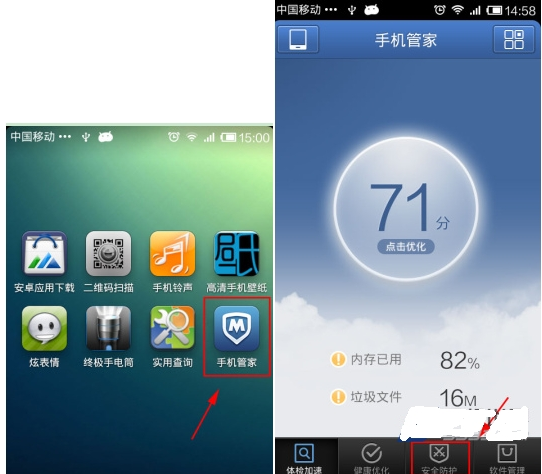 中国移动 ••• 15:00
安卓应用下载 二维码扫描 手机铃声 高清手机壁纸
炫表情 终极手电筒 实用查询 手机管家
中国移动 ••• 14:58
手机管家
71分
点击优化
内存已用 82%
垃圾文件 16M
体检加速 健康优化 安全防护 软件管理